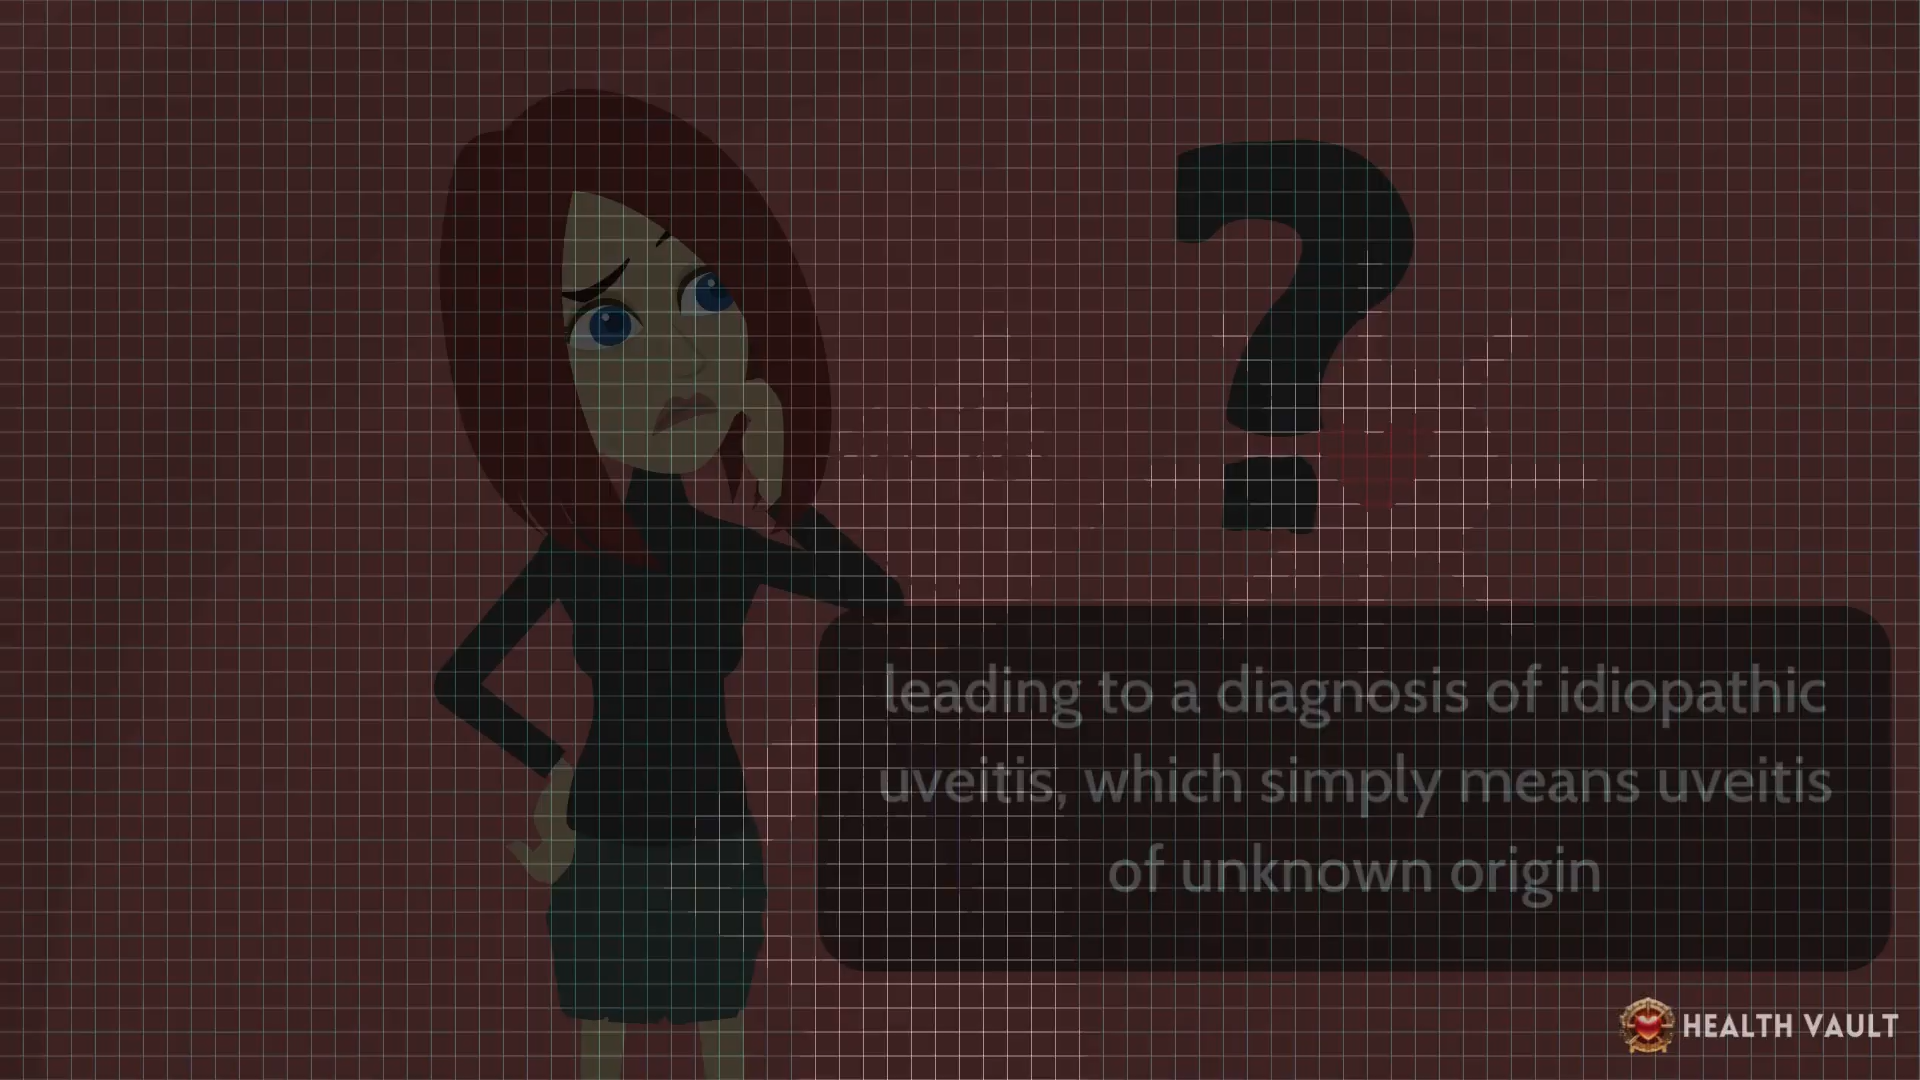 leading to a diagnosis of idiopathic
uveitis, which simply means uveitis
of unknown origin
HEALTH VAULT